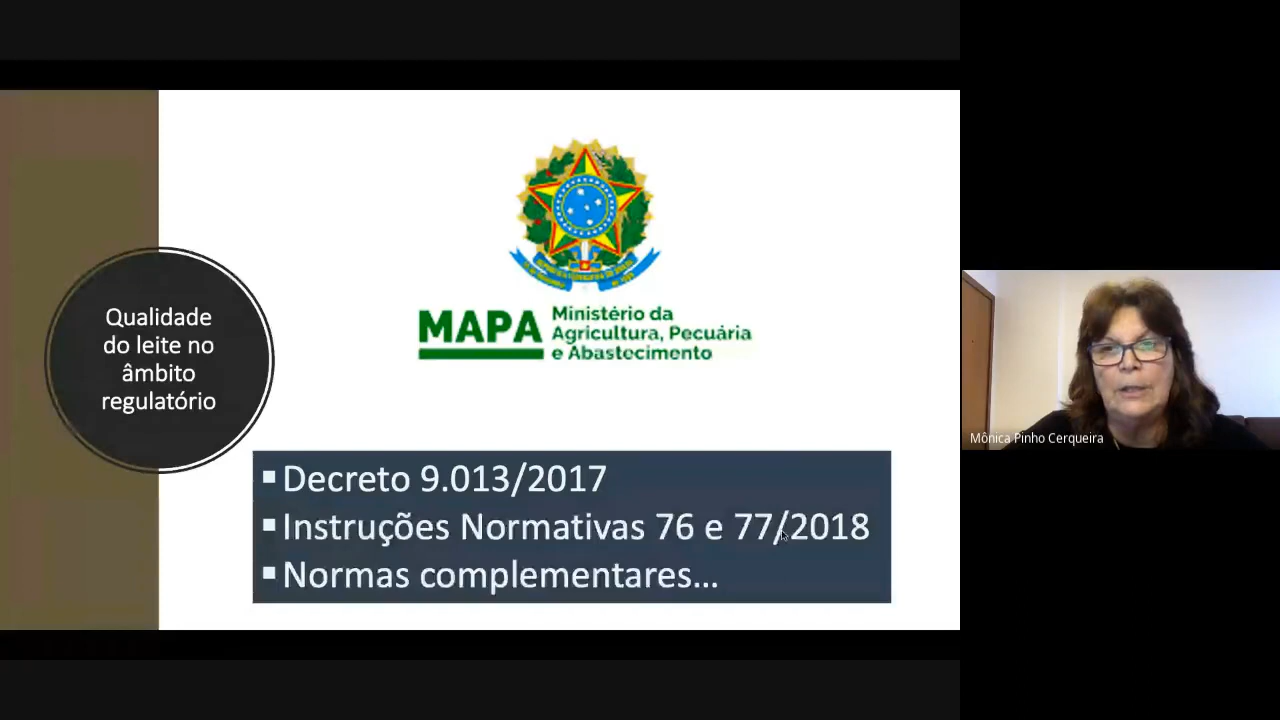 Qualidade
do leite no
âmbito
regulatório
MAPA
Ministério da
Agricultura, Pecuária
e Abastecimento
▪ Decreto 9.013/2017
▪ Instruções Normativas 76 e 77/2018
▪ Normas complementares...
Mônica Pinho Cerqueira